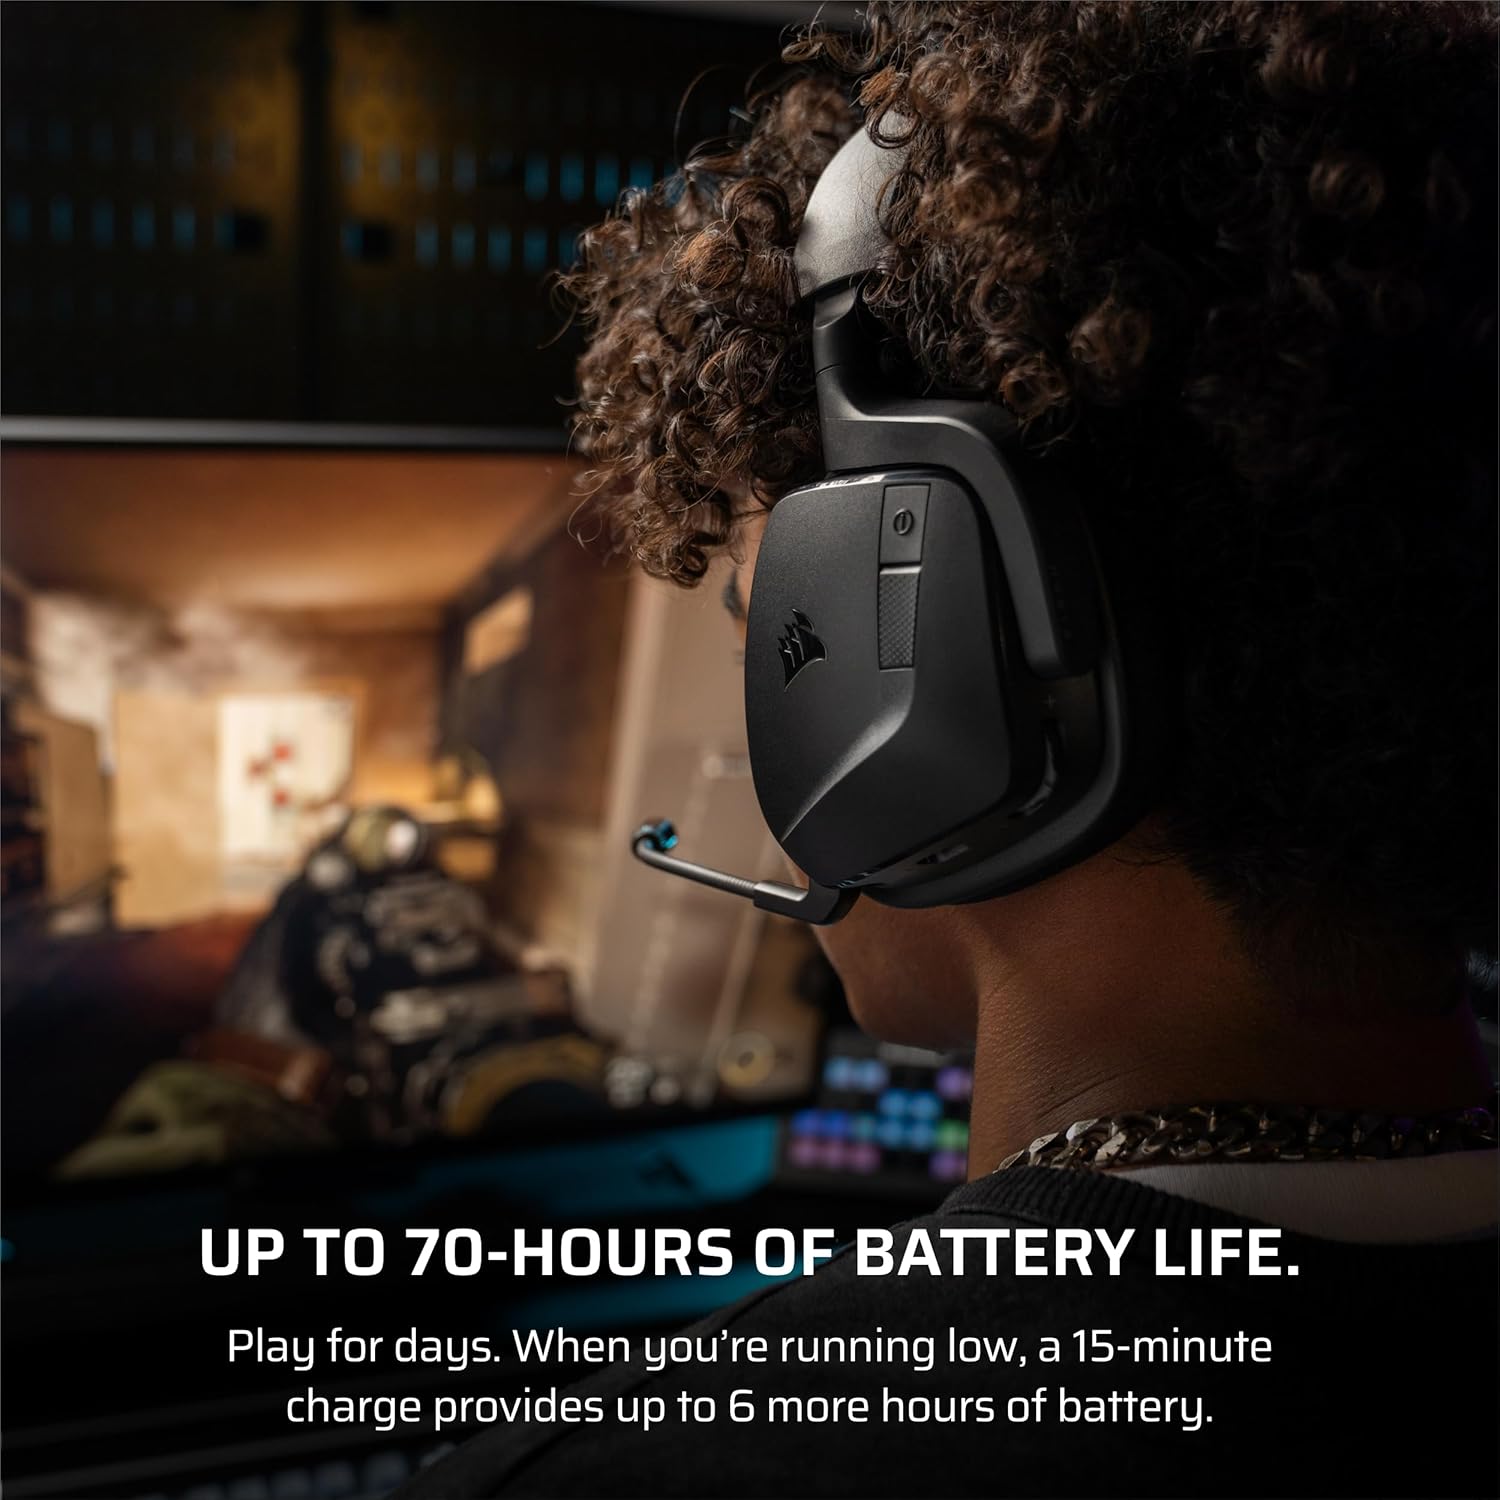 UP TO 70-HOURS OF BATTERY LIFE.
Play for days. When you're running low, a 15-minute
charge provides up to 6 more hours of battery.